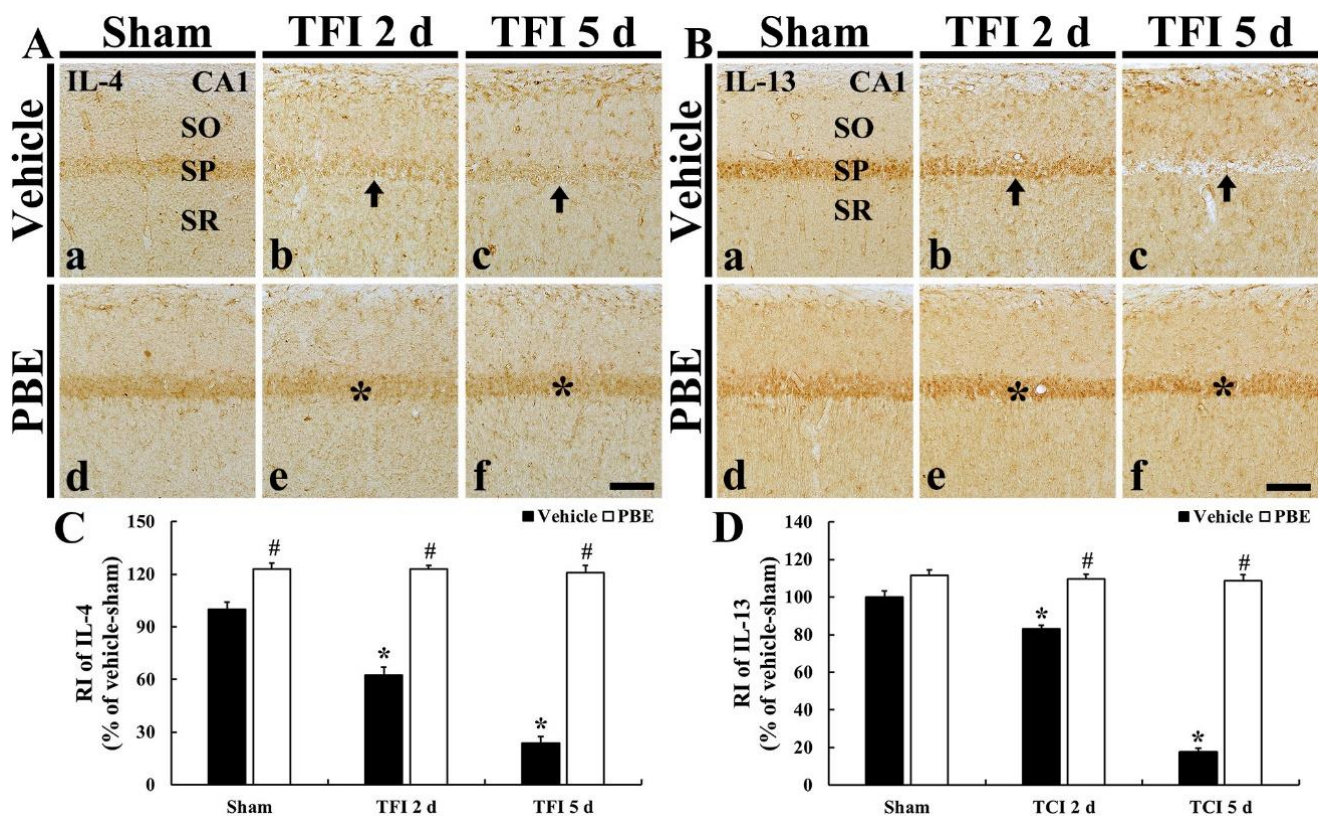 A Sham TFI 2 d TFI 5 d B Sham TFI 2 d TFI 5 d
Vehicle IL-4 CA1 Vehicle IL-13 CA1
SO SO
SP SP
SR SR
a b c a b c
PBE * * PBE * *
d e f d e f
C D
■ Vehicle □ PBE ■ Vehicle □ PBE
RI of IL-4
(% of vehicle-sham)
150
120
90
60
30
0
# # #
* *
Sham TFI 2 d TFI 5 d
RI of IL-13
(% of vehicle-sham)
140
120
100
80
60
40
20
0
# #
* *
Sham TCI 2 d TCI 5 d